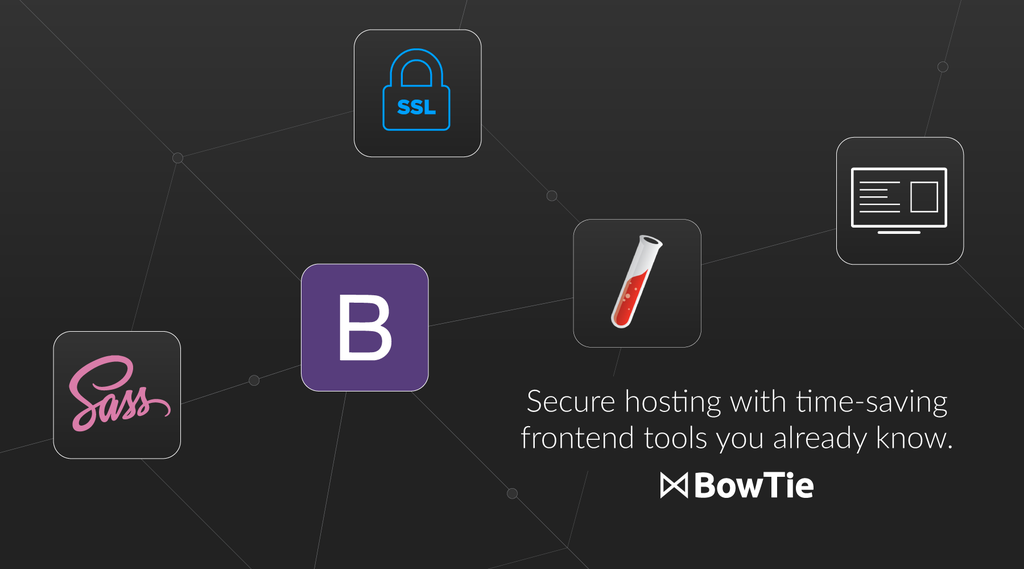 SSL
B
Sass
Secure hosting with time-saving
frontend tools you already know.
BowTie